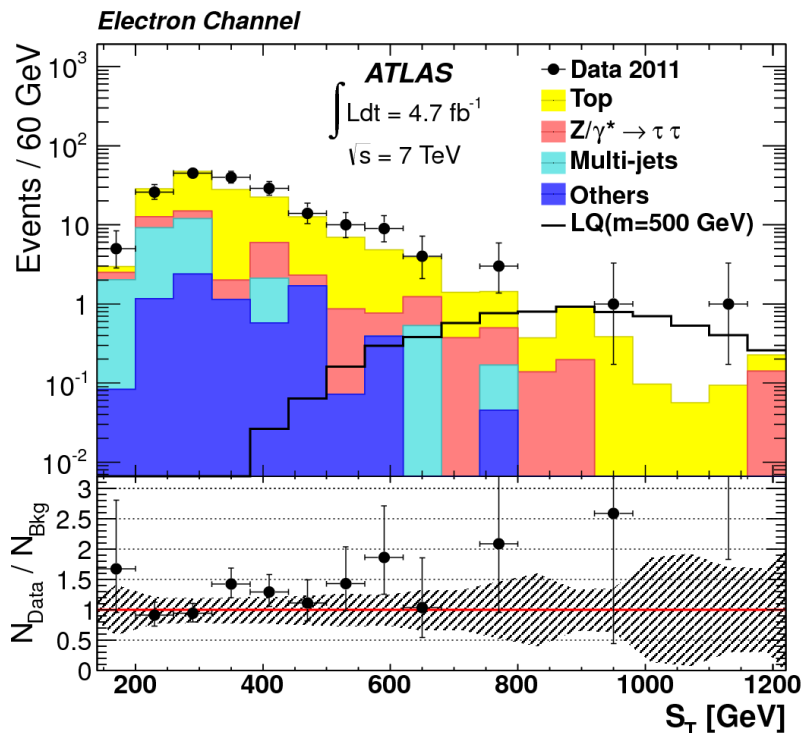 Electron Channel
Events / 60 GeV
10³
10²
10
1
10⁻¹
10⁻²
ATLAS
∫ Ldt = 4.7 fb⁻¹
√s = 7 TeV
Data 2011
Top
Z/γ* → τ τ
Multi-jets
Others
LQ(m=500 GeV)
N_Data / N_Bkg
3
2.5
2
1.5
1
0.5
0
200 400 600 800 1000 1200
S_T [GeV]